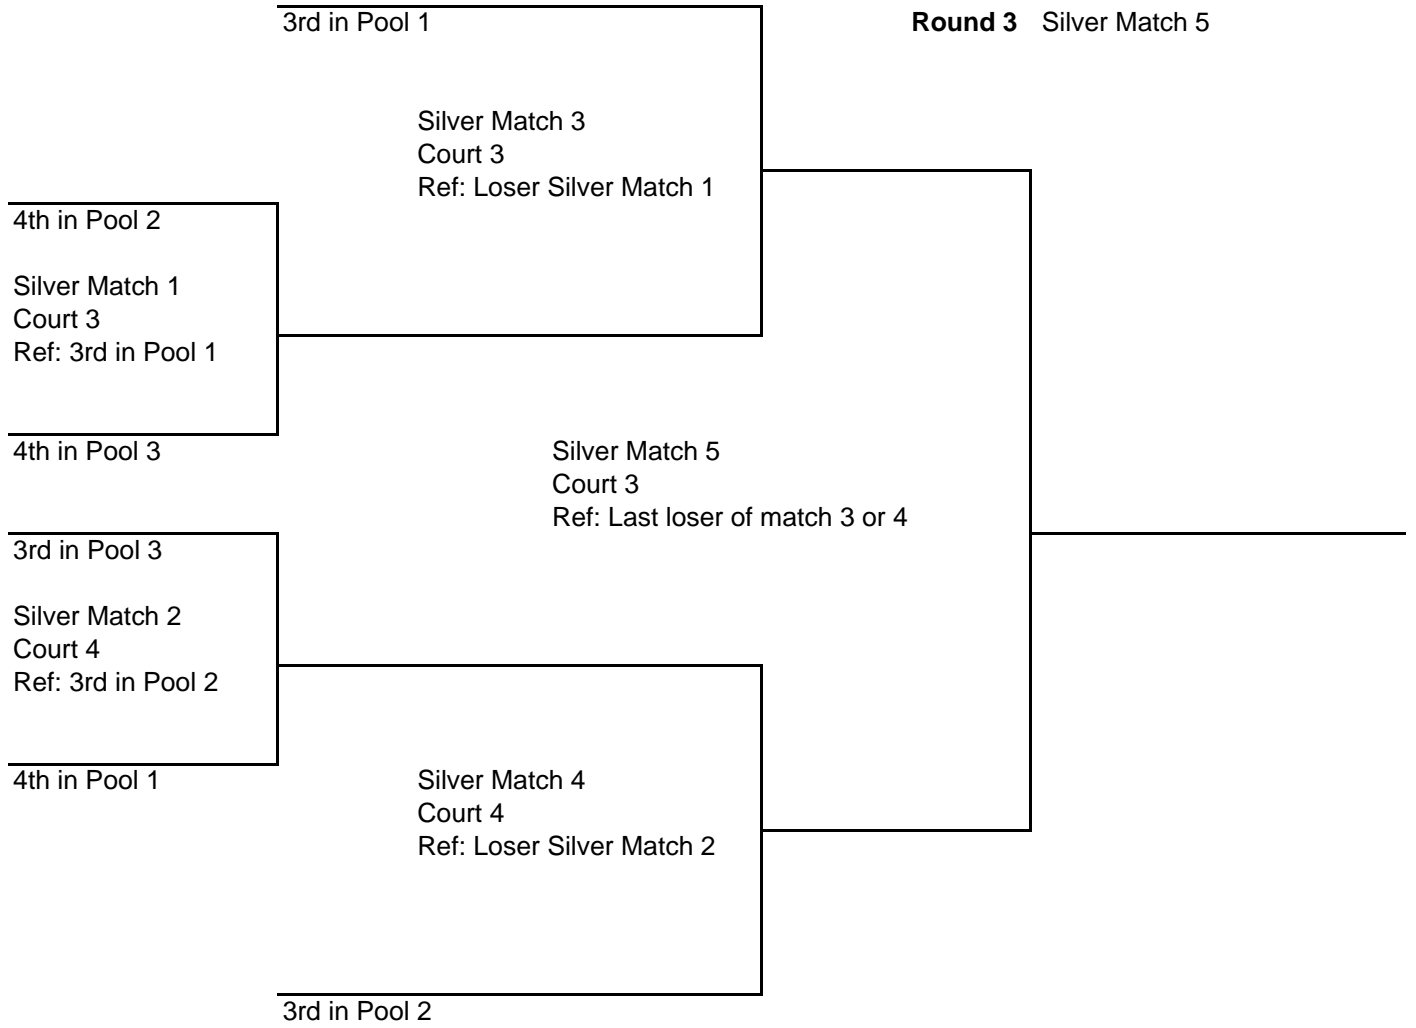 3rd in Pool 1
Round 3 Silver Match 5
Silver Match 3
Court 3
Ref: Loser Silver Match 1
4th in Pool 2
Silver Match 1
Court 3
Ref: 3rd in Pool 1
4th in Pool 3
Silver Match 5
Court 3
Ref: Last loser of match 3 or 4
3rd in Pool 3
Silver Match 2
Court 4
Ref: 3rd in Pool 2
4th in Pool 1
Silver Match 4
Court 4
Ref: Loser Silver Match 2
3rd in Pool 2